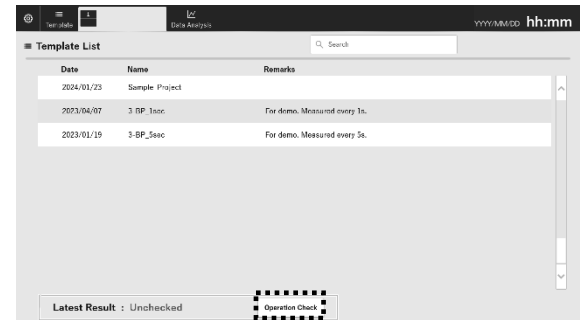 Template
1
Data Analysis
YYYY/MM/DD hh:mm
Template List
Search
Date Name Remarks
2024/01/23 Sample Project
2023/04/07 3-BP_1sec For demo. Measured every 1s.
2023/01/19 3-BP_5sec For demo. Measured every 5s.
Latest Result : Unchecked
Operation Check